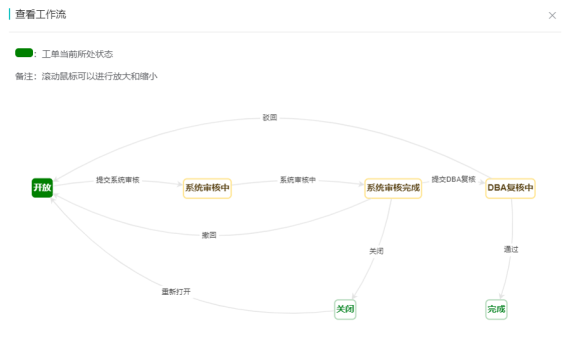 查看工作流
：工单当前所处状态
备注：滚动鼠标可以进行放大和缩小
驳回
开放
提交系统审核
系统审核中
系统审核中
系统审核完成
提交DBA复核
DBA复核中
撤回
关闭
通过
重新打开
关闭
完成